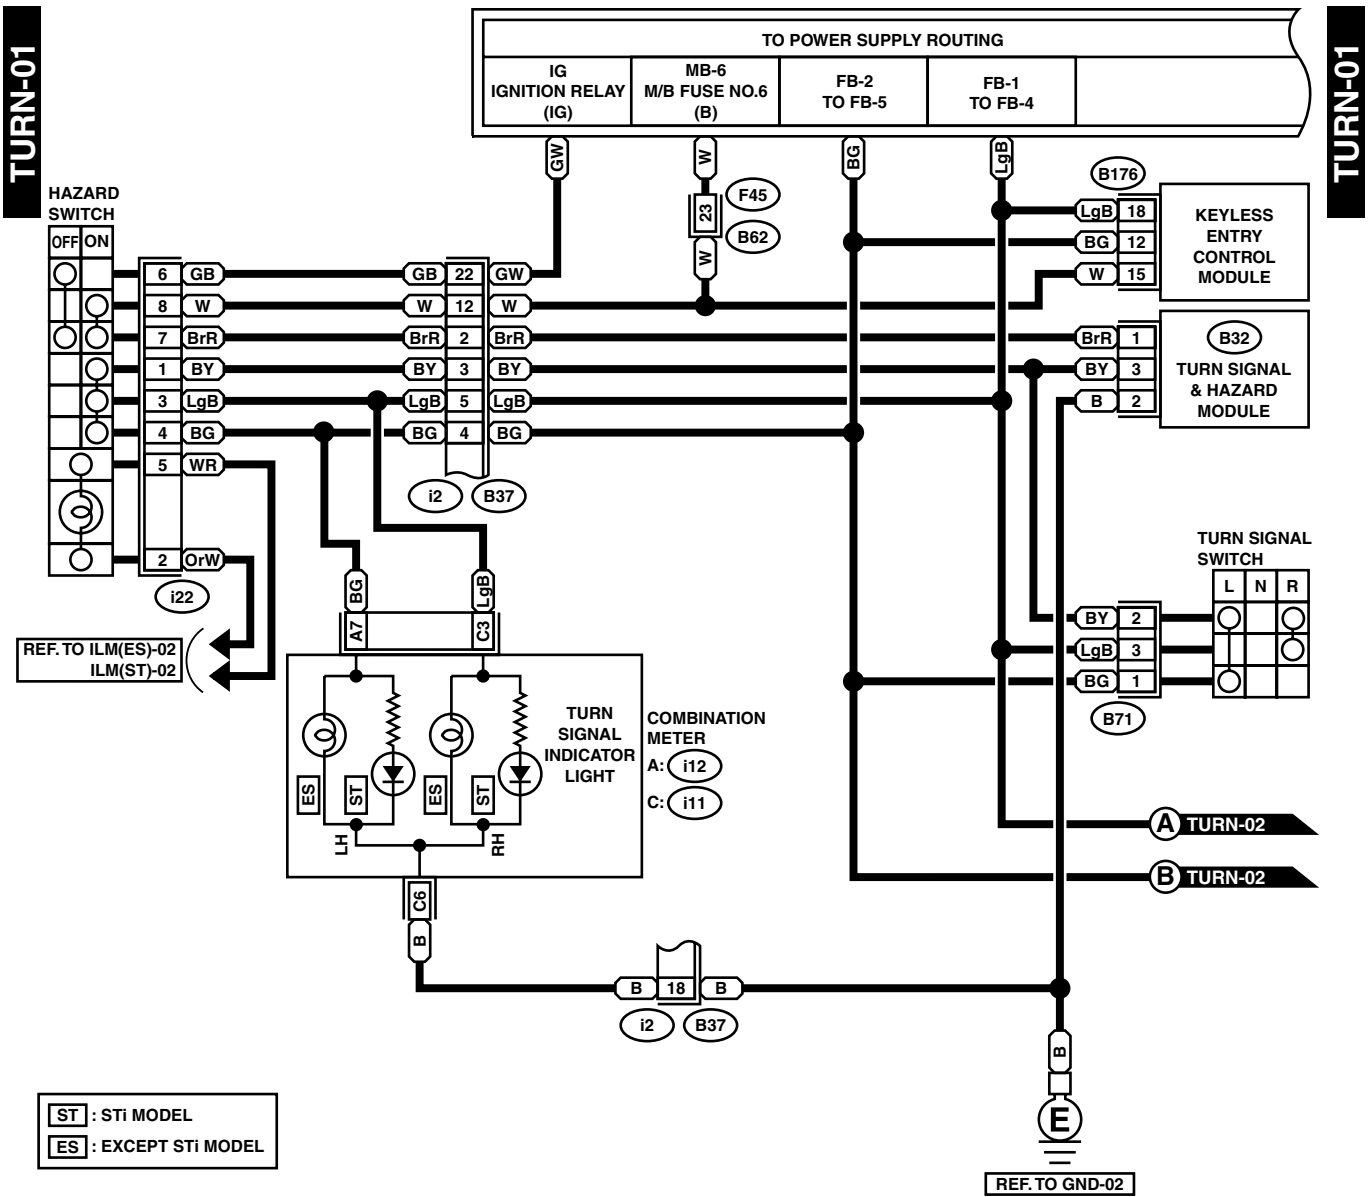 TURN-01
TURN-01
TO POWER SUPPLY ROUTING
IG
IGNITION RELAY
(IG)
MB-6
M/B FUSE NO.6
(B)
FB-2
TO FB-5
FB-1
TO FB-4
GW
W
BG
LgB
23
F45
B62
W
B176
LgB 18
BG 12
W 15
KEYLESS
ENTRY
CONTROL
MODULE
HAZARD
SWITCH
OFF ON
6 GB GB 22 GW
8 W W 12 W
7 BrR BrR 2 BrR BrR 1
1 BY BY 3 BY BY 3
3 LgB LgB 5 LgB B 2
4 BG BG 4 BG
5 WR
2 OrW
B32
TURN SIGNAL
& HAZARD
MODULE
i2 B37
i22
REF. TO ILM(ES)-02
ILM(ST)-02
BG
LgB
A7
C3
TURN SIGNAL
SWITCH
L N R
BY 2
LgB 3
BG 1
B71
TURN
SIGNAL
INDICATOR
LIGHT
COMBINATION
METER
A: i12
C: i11
ES
ST
ES
ST
LH
RH
C6
B
A TURN-02
B TURN-02
B 18 B
i2 B37
B
E
REF. TO GND-02
ST : STi MODEL
ES : EXCEPT STi MODEL